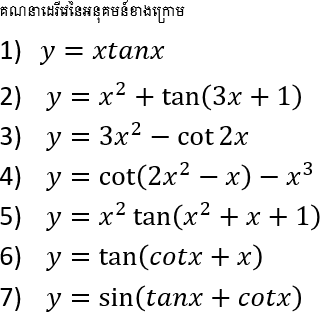 គណនាដេរីវេនៃអនុគមន៍ខាងក្រោម
1) y = xtanx
2) y = x² + tan(3x + 1)
3) y = 3x² − cot 2x
4) y = cot(2x² − x) − x³
5) y = x² tan(x² + x + 1)
6) y = tan(cotx + x)
7) y = sin(tanx + cotx)